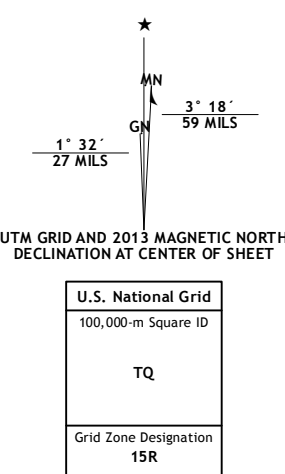 ★
MN
3° 18´
59 MILS
GN
1° 32´
27 MILS
UTM GRID AND 2013 MAGNETIC NORTH
DECLINATION AT CENTER OF SHEET
U.S. National Grid
100,000-m Square ID
TQ
Grid Zone Designation
15R